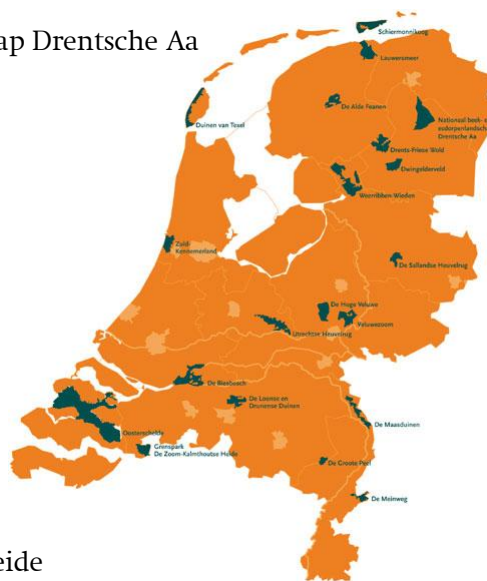 ap Drentsche Aa
Schiermonnikoog
Lauwersmeer
De Alde Feanen
Nationaal beek- e
esdorpenlandscha
Drentsche Aa
Duinen van Texel
Drents-Friese Wold
Dwingelderveld
Weerribben-Wieden
Zuid-
Kennemerland
De Sallandse Heuvelrug
De Hoge Veluwe
Veluwezoom
Utrechtse Heuvelrug
De Biesbosch
De Loonse en
Drunense Duinen
De Maasduinen
Oosterschelde
Grenspark
De Zoom-Kalmthoutse Heide
De Groote Peel
De Meinweg
eide